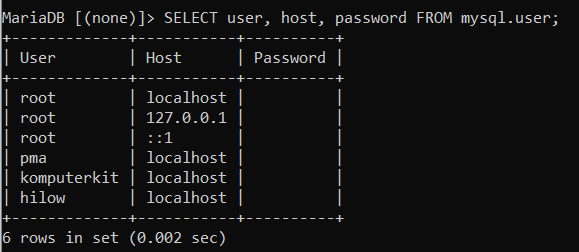 MariaDB [(none)]> SELECT user, host, password FROM mysql.user;
+-------------+-----------+----------+
| User        | Host      | Password |
+-------------+-----------+----------+
| root        | localhost |          |
| root        | 127.0.0.1 |          |
| root        | ::1       |          |
| pma         | localhost |          |
| komputerkit | localhost |          |
| hilow       | localhost |          |
+-------------+-----------+----------+
6 rows in set (0.002 sec)